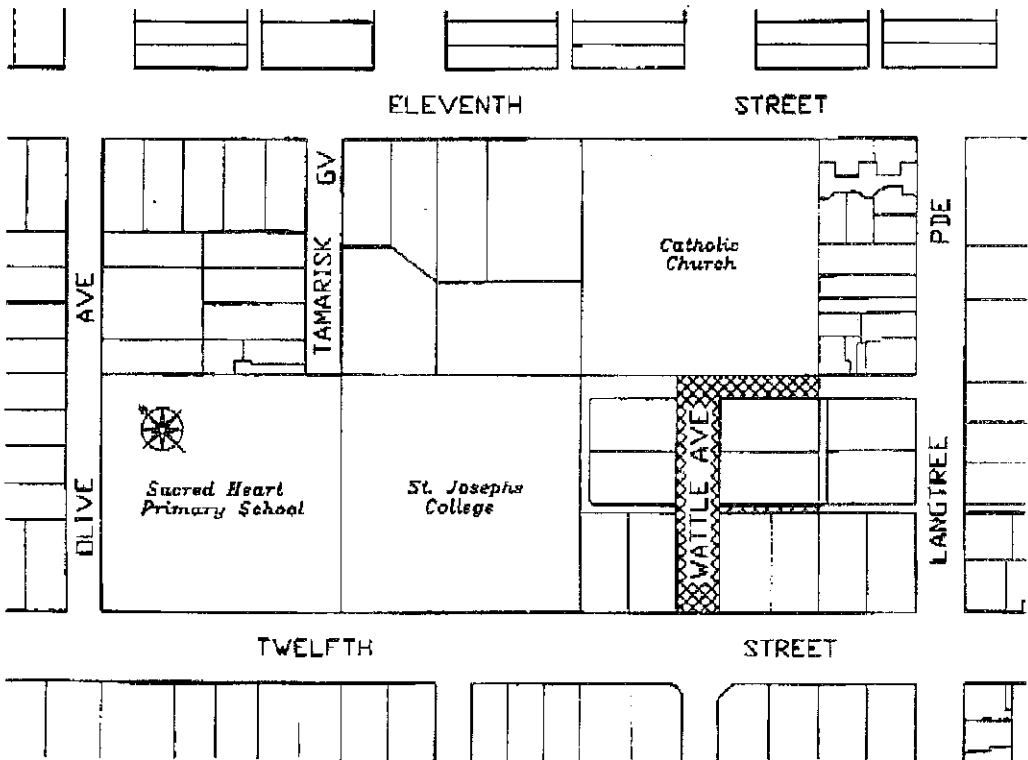 ELEVENTH STREET
TAMARISK GV
PDE
Catholic
Church
AVE
OLIVE
Sacred Heart
Primary School
St. Josephs
College
WATTLE AVE
LANGTREE
TWELFTH STREET